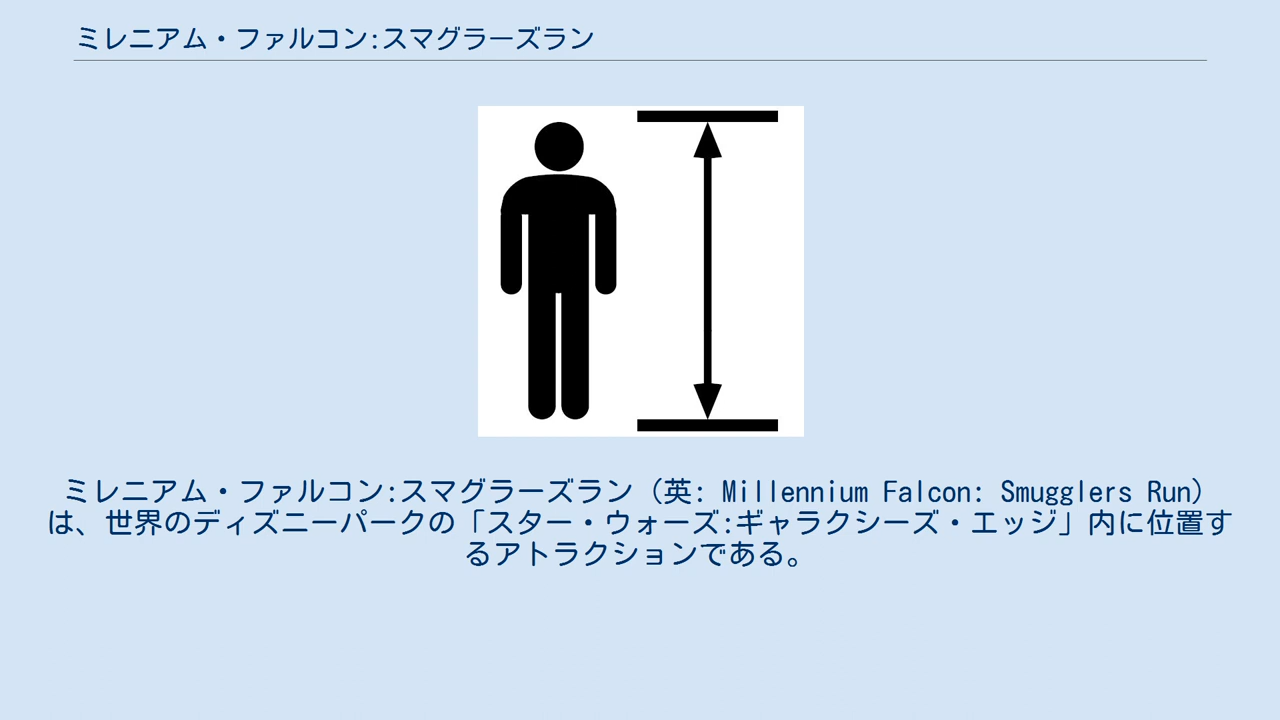 ミレニアム・ファルコン:スマグラーズラン
ミレニアム・ファルコン:スマグラーズラン（英: Millennium Falcon: Smugglers Run）
は、世界のディズニーパークの「スター・ウォーズ:ギャラクシーズ・エッジ」内に位置す
るアトラクションである。